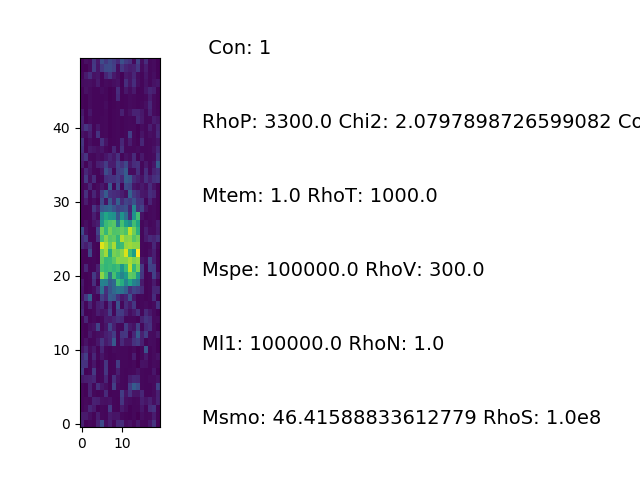 Con: 1
RhoP: 3300.0 Chi2: 2.0797898726599082 Co
Mtem: 1.0 RhoT: 1000.0
Mspe: 100000.0 RhoV: 300.0
Ml1: 100000.0 RhoN: 1.0
Msmo: 46.41588833612779 RhoS: 1.0e8
40
30
20
10
0
0 10